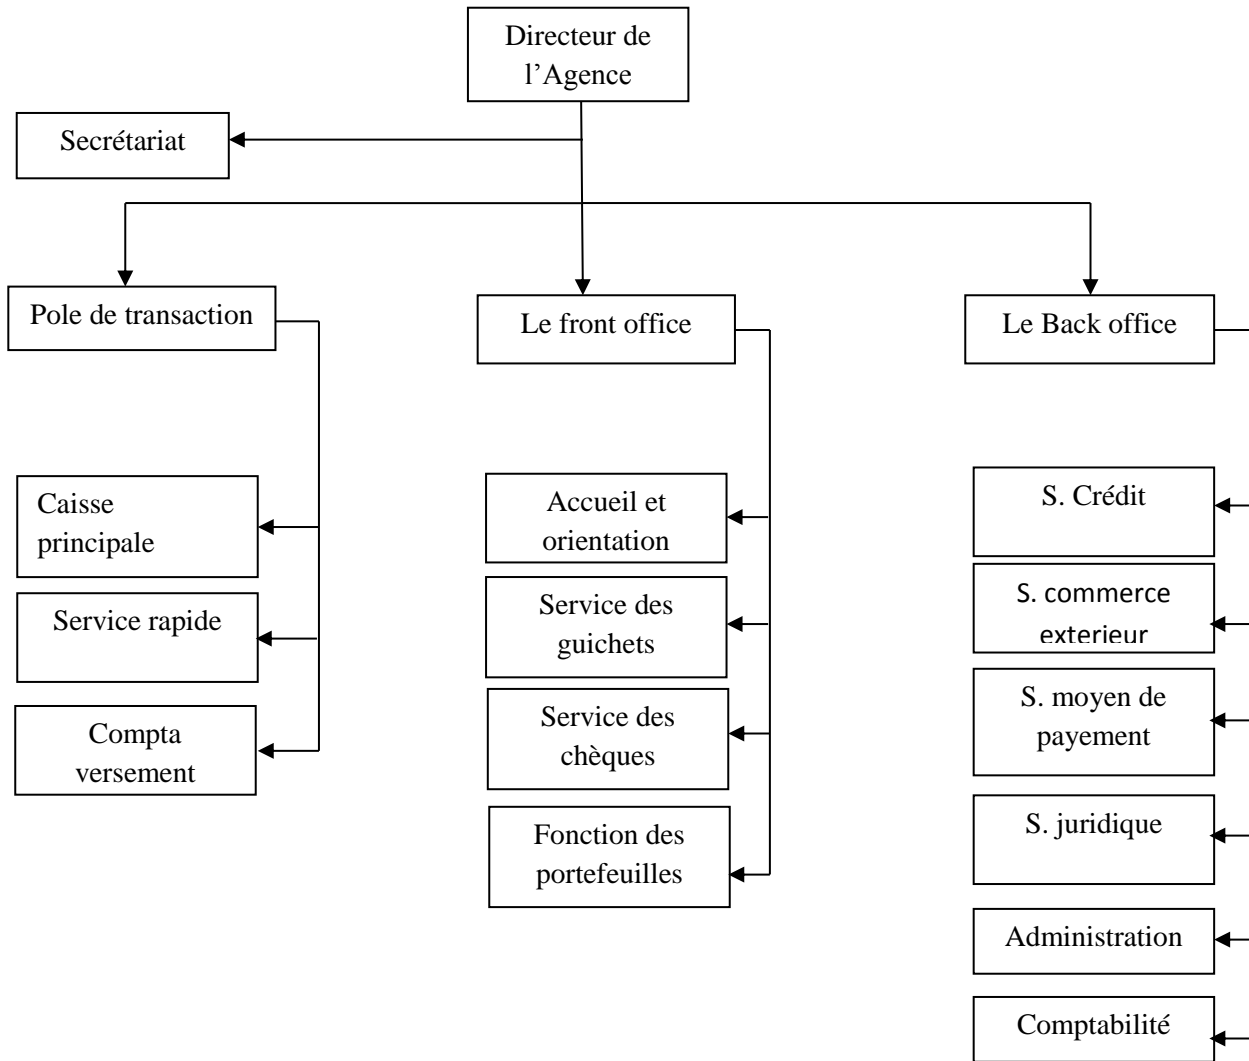 Directeur de
l’Agence
Secrétariat
Pole de transaction
Le front office
Le Back office
Caisse
principale
Service rapide
Compta
versement
Accueil et
orientation
Service des
guichets
Service des
chèques
Fonction des
portefeuilles
S. Crédit
S. commerce
exterieur
S. moyen de
payement
S. juridique
Administration
Comptabilité